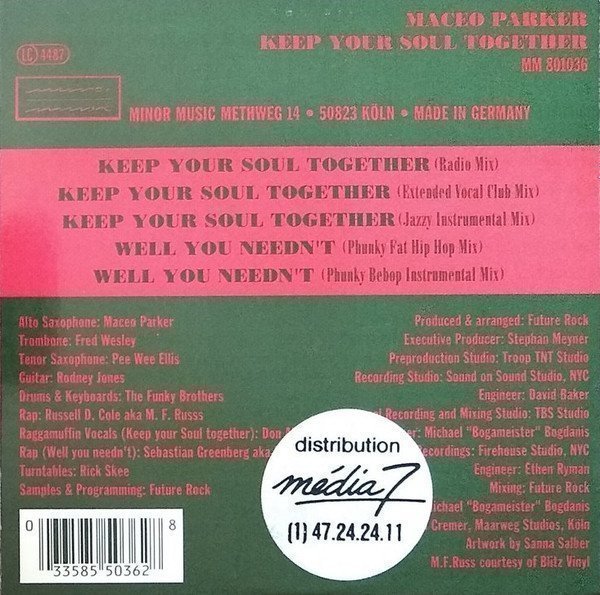 MACEO PARKER
KEEP YOUR SOUL TOGETHER
LC 4487
MM 801036
MINOR MUSIC METHWEG 14 • 50823 KÖLN • MADE IN GERMANY
KEEP YOUR SOUL TOGETHER (Radio Mix)
KEEP YOUR SOUL TOGETHER (Extended Vocal Club Mix)
KEEP YOUR SOUL TOGETHER (Jazzy Instrumental Mix)
WELL YOU NEEDN'T (Phunky Fat Hip Hop Mix)
WELL YOU NEEDN'T (Phunky Bebop Instrumental Mix)
Alto Saxophone: Maceo Parker
Trombone: Fred Wesley
Tenor Saxophone: Pee Wee Ellis
Guitar: Rodney Jones
Drums & Keyboards: The Funky Brothers
Rap: Russell D. Cole aka M. F. Russs
Raggamuffin Vocals (Keep your Soul together): Don
Rap (Well you needn't): Sebastian Greenberg aka
Turntables: Rick Skee
Samples & Programming: Future Rock
Produced & arranged: Future Rock
Executive Producer: Stephan Meyner
Preproduction Studio: Troop TNT Studio
Recording Studio: Sound on Sound Studio, NYC
Engineer: David Baker
Recording and Mixing Studio: TBS Studio
Michael "Bogameister" Bogdanis
Recordings: Firehouse Studio, NYC
Engineer: Ethen Ryman
Mixing: Future Rock
Michael "Bogameister" Bogdanis
Cremer, Maarweg Studios, Köln
Artwork by Sanna Salber
M.F.Russ courtesy of Blitz Vinyl
distribution
média 7
(1) 47.24.24.11
0 33585 50362 8